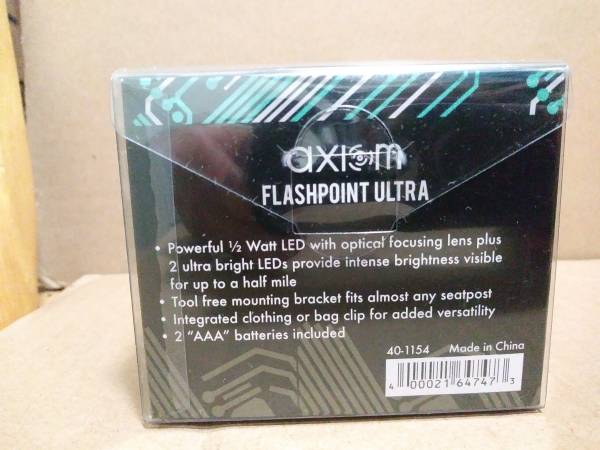 axiom
FLASHPOINT ULTRA
• Powerful ½ Watt LED with optical focusing lens plus
2 ultra bright LEDs provide intense brightness visible
for up to a half mile
• Tool free mounting bracket fits almost any seatpost
• Integrated clothing or bag clip for added versatility
• 2 "AAA" batteries included
40-1154 Made in China
4 00021 64747 3